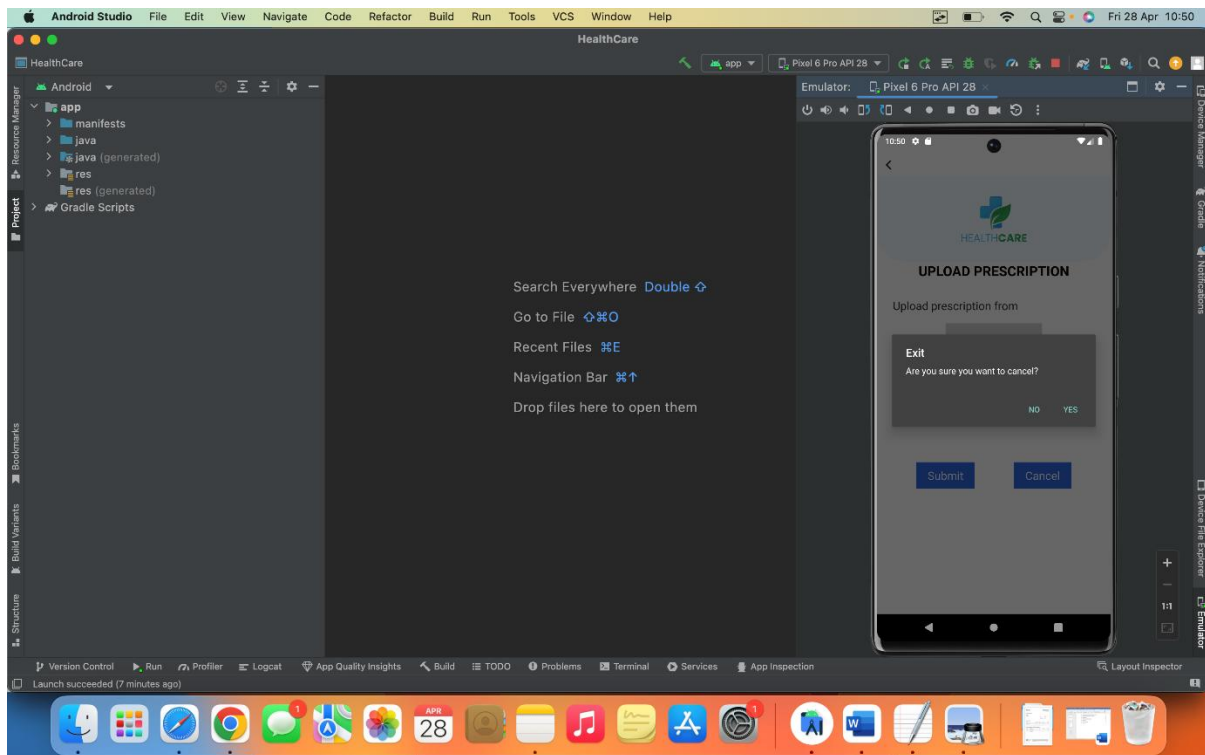 Android Studio File Edit View Navigate Code Refactor Build Run Tools VCS Window Help Fri 28 Apr 10:50
HealthCare
HealthCare app Pixel 6 Pro API 28
Android
Emulator: Pixel 6 Pro API 28
app
manifests
java
java (generated)
res
res (generated)
Gradle Scripts
Resource Manager
Project
Bookmarks
Build Variants
Structure
Search Everywhere Double ⇧
Go to File ⇧⌘O
Recent Files ⌘E
Navigation Bar ⌘↑
Drop files here to open them
10:50
HEALTHCARE
UPLOAD PRESCRIPTION
Upload prescription from
Exit
Are you sure you want to cancel?
NO YES
Submit Cancel
1:1
Device Manager
Gradle
Notifications
Device File Explorer
Emulator
Version Control Run Profiler Logcat App Quality Insights Build TODO Problems Terminal Services App Inspection Layout Inspector
Launch succeeded (7 minutes ago)
1
APR
28
1